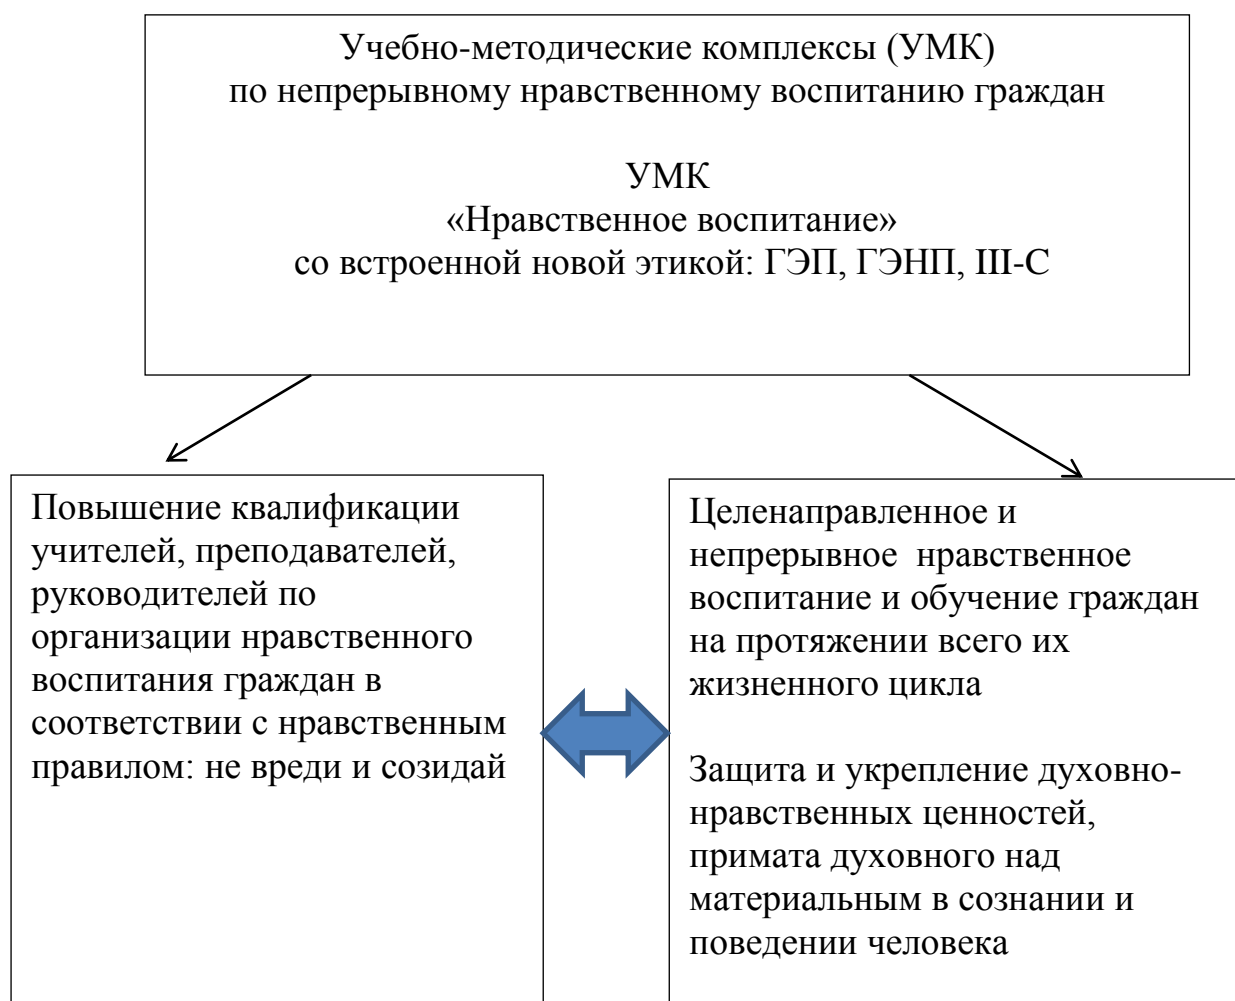 Учебно-методические комплексы (УМК)
по непрерывному нравственному воспитанию граждан
УМК
«Нравственное воспитание»
со встроенной новой этикой: ГЭП, ГЭНП, III-С
Повышение квалификации
учителей, преподавателей,
руководителей по
организации нравственного
воспитания граждан в
соответствии с нравственным
правилом: не вреди и созидай
Целенаправленное и
непрерывное нравственное
воспитание и обучение граждан
на протяжении всего их
жизненного цикла
Защита и укрепление духовно-
нравственных ценностей,
примата духовного над
материальным в сознании и
поведении человека